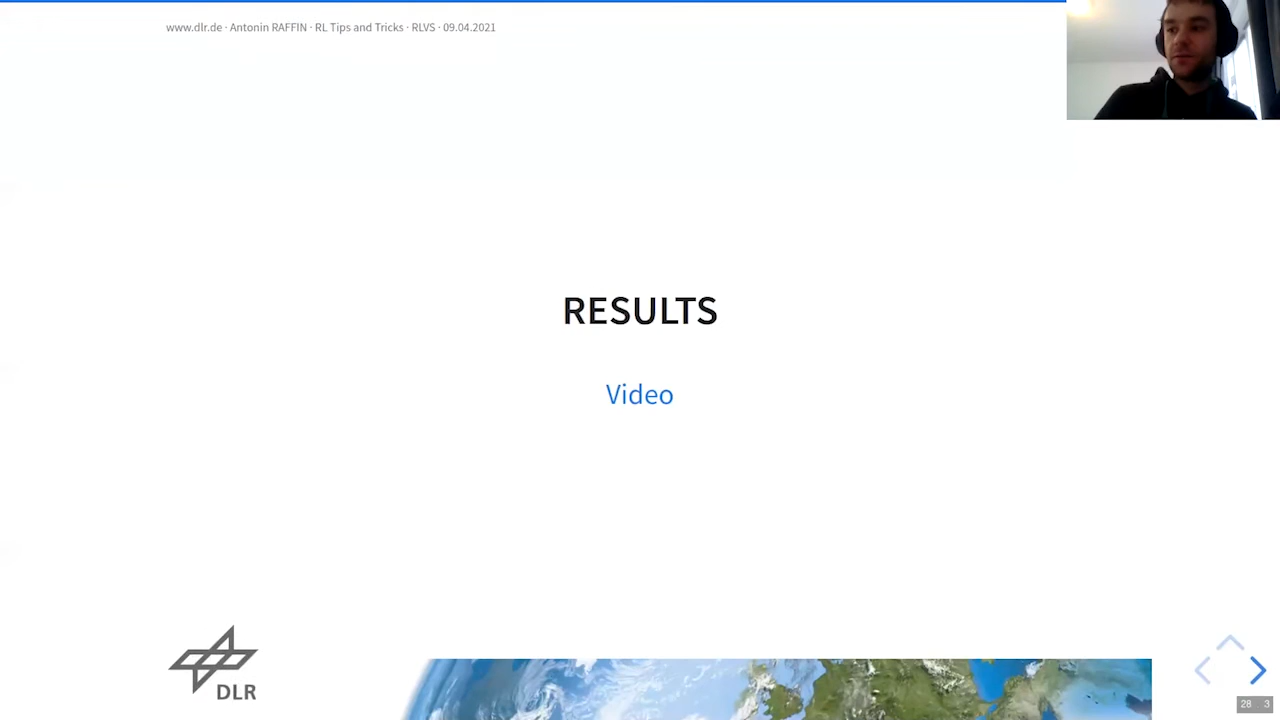 www.dlr.de · Antonin RAFFIN · RL Tips and Tricks · RLVS · 09.04.2021
RESULTS
Video
DLR
28 3